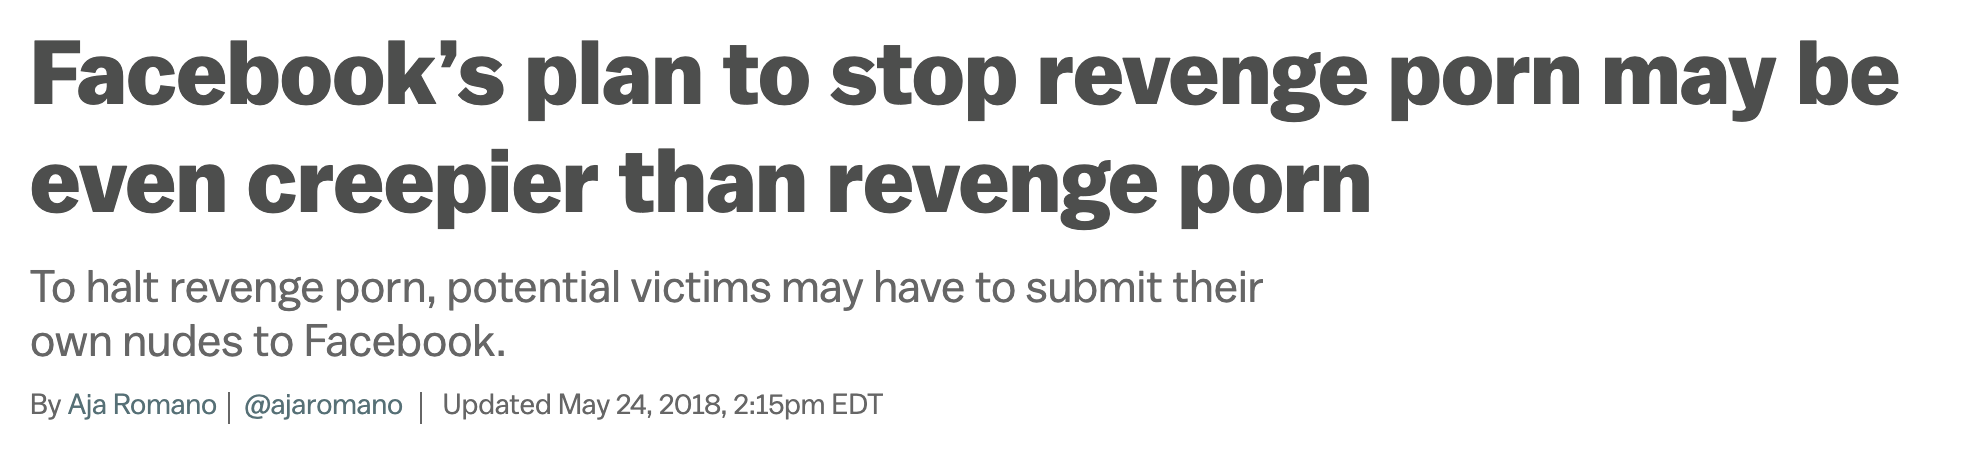 Facebook’s plan to stop revenge porn may be
even creepier than revenge porn
To halt revenge porn, potential victims may have to submit their
own nudes to Facebook.
By Aja Romano | @ajaromano | Updated May 24, 2018, 2:15pm EDT